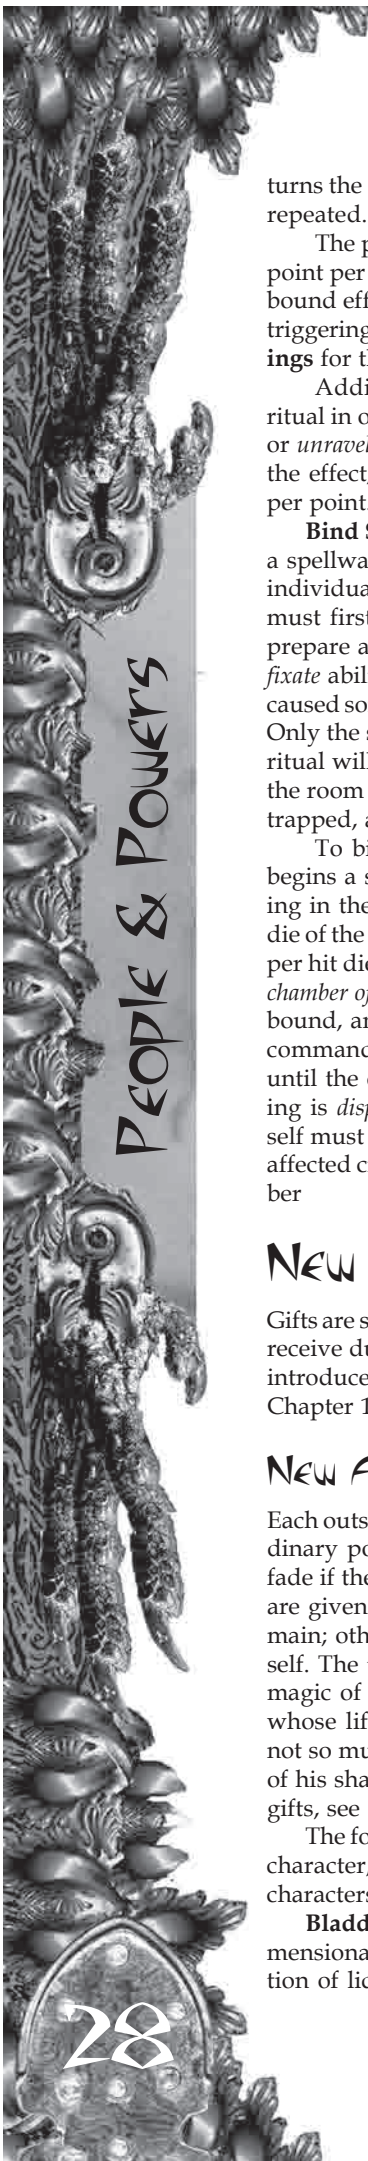 People & Powers
turns the
repeated.
The p
point per
bound eff
triggering
ings for th
Addi
ritual in o
or unravel
the effect,
per point.
Bind S
a spellwa
individua
must first
prepare a
fixate abil
caused so
Only the s
ritual will
the room
trapped, a
To bi
begins a s
ing in the
die of the
per hit die
chamber of
bound, an
command
until the
ing is disp
self must
affected c
ber
New
Gifts are s
receive du
introduce
Chapter 1
New A
Each outs
dinary po
fade if the
are given
main; oth
self. The
magic of
whose lif
not so mu
of his sha
gifts, see
The fo
character,
characters
Bladd
mensiona
tion of lic
28